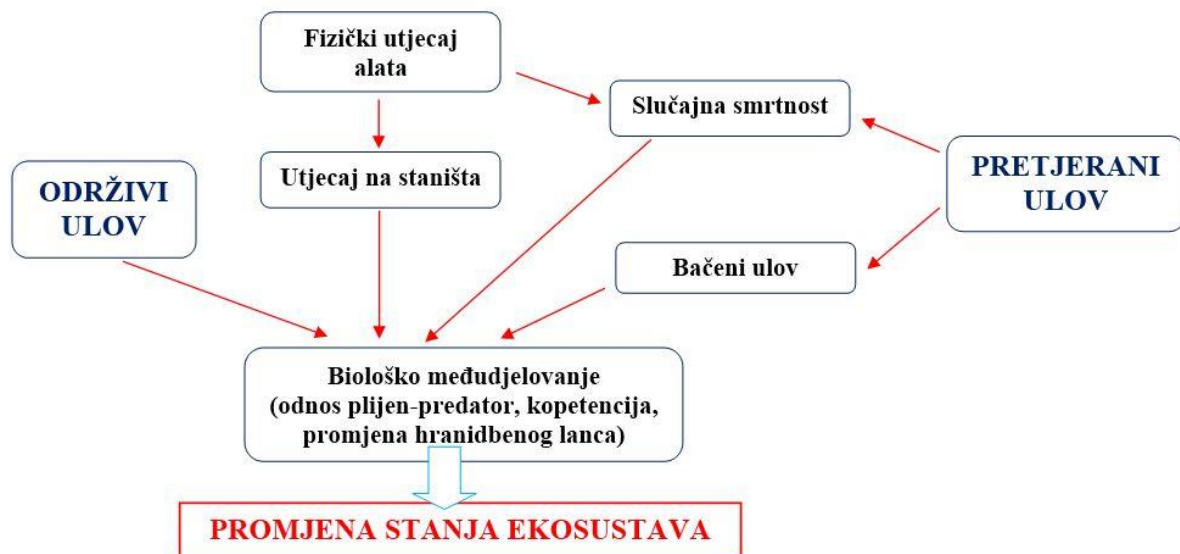 Fizički utjecaj
alata
Slučajna smrtnost
Utjecaj na staništa
ODRŽIVI
ULOV
PRETJERANI
ULOV
Bačeni ulov
Biološko međudjelovanje
(odnos plijen-predator, kopetencija,
promjena hranidbenog lanca)
PROMJENA STANJA EKOSUSTAVA